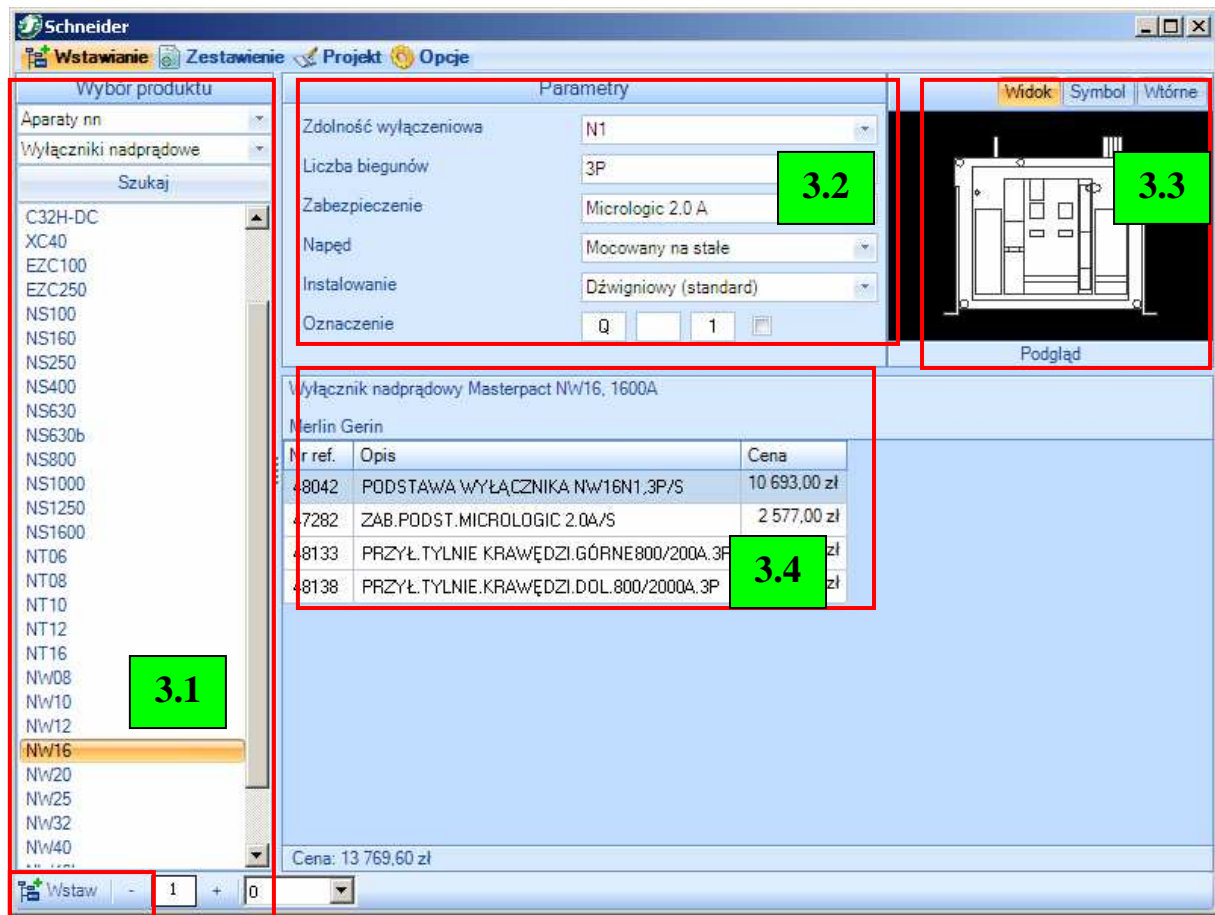 Schneider
Wstawianie Zestawienie Projekt Opcje
Wybór produktu
Aparaty nn
Wyłączniki nadprądowe
Szukaj
C32H-DC
XC40
EZC100
EZC250
NS100
NS160
NS250
NS400
NS630
NS630b
NS800
NS1000
NS1250
NS1600
NT06
NT08
NT10
NT12
NT16
NW08
NW10
NW12
NW16
NW20
NW25
NW32
NW40
3.1
Wstaw - 1 + 0
Parametry
Zdolność wyłączeniowa N1
Liczba biegunów 3P
Zabezpieczenie Micrologic 2.0 A
Napęd Mocowany na stałe
Instalowanie Dźwigniowy (standard)
Oznaczenie Q 1
3.2
Widok Symbol Wtórne
3.3
Podgląd
Wyłącznik nadprądowy Masterpact NW16, 1600A
Merlin Gerin
Nr ref. Opis Cena
48042 PODSTAWA WYŁĄCZNIKA NW16N1,3P/S 10 693,00 zł
47282 ZAB.PODST.MICROLOGIC 2.0A/S 2 577,00 zł
48133 PRZYŁ.TYLNIE KRAWĘDZI.GÓRNE800/200A.3P zł
48138 PRZYŁ.TYLNIE.KRAWĘDZI.DOL.800/2000A.3P zł
3.4
Cena: 13 769,60 zł